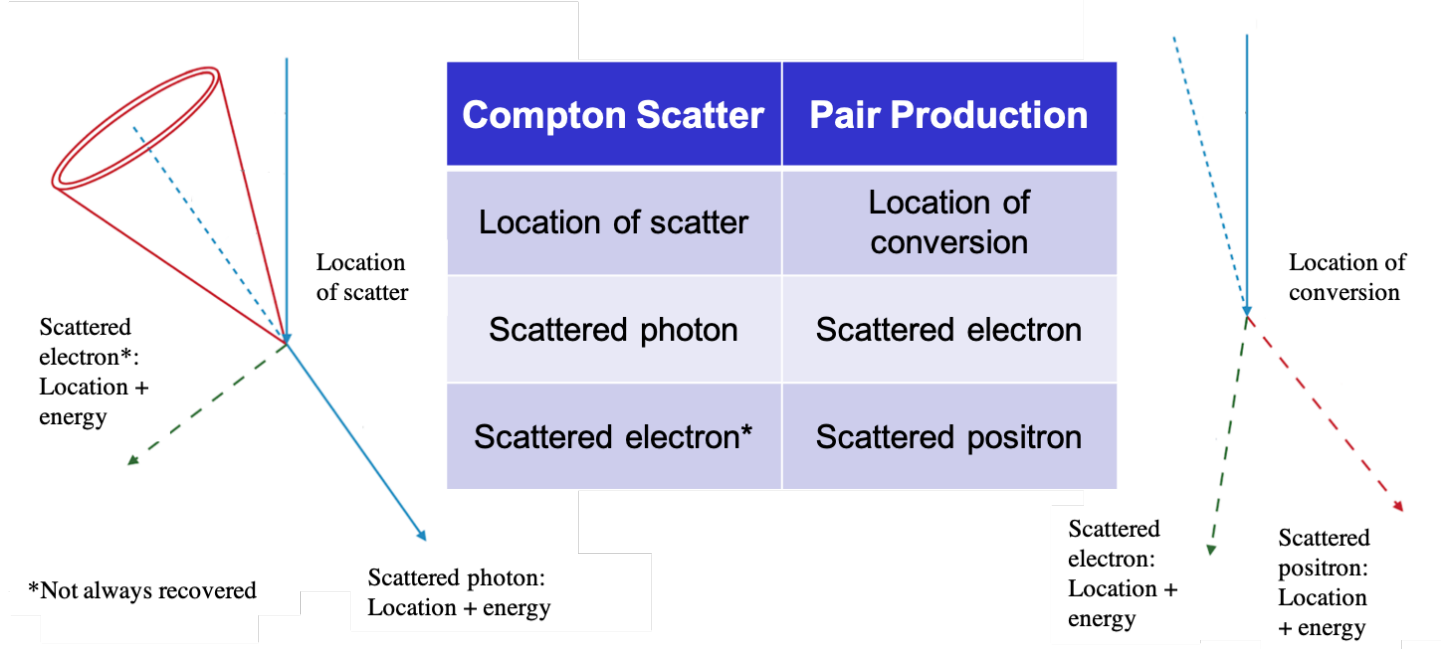 Compton Scatter
Pair Production
Location of scatter
Location of
conversion
Scattered photon
Scattered electron
Scattered electron*
Scattered positron
Location
of scatter
Scattered
electron*:
Location +
energy
*Not always recovered
Scattered photon:
Location + energy
Location of
conversion
Scattered
electron:
Location +
energy
Scattered
positron:
Location
+ energy